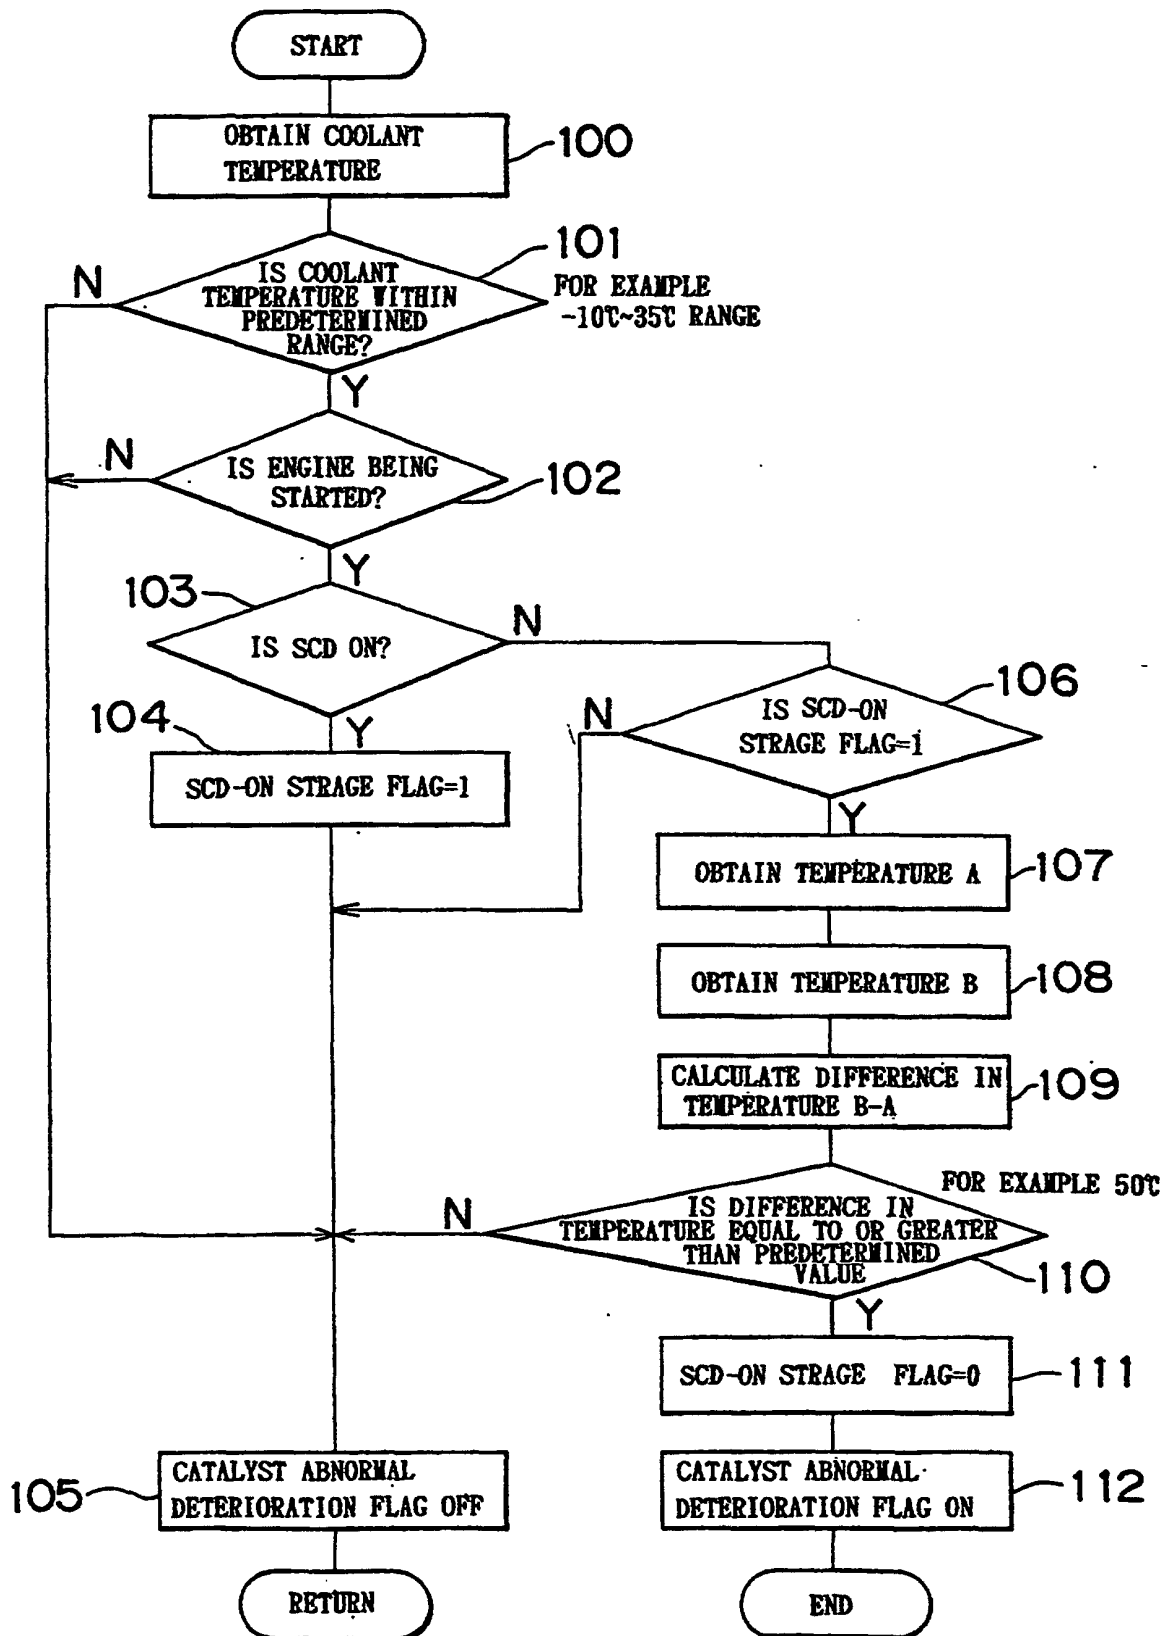 START
OBTAIN COOLANT
TEMPERATURE
100
101
N
IS COOLANT
TEMPERATURE WITHIN
PREDETERMINED
RANGE?
FOR EXAMPLE
-10℃~35℃ RANGE
Y
N
IS ENGINE BEING
STARTED?
102
Y
103
IS SCD ON?
N
104
Y
SCD-ON STRAGE FLAG=1
106
N
IS SCD-ON
STRAGE FLAG=1
Y
OBTAIN TEMPERATURE A
107
OBTAIN TEMPERATURE B
108
CALCULATE DIFFERENCE IN
TEMPERATURE B-A
109
FOR EXAMPLE 50℃
N
IS DIFFERENCE IN
TEMPERATURE EQUAL TO OR GREATER
THAN PREDETERMINED
VALUE
110
Y
SCD-ON STRAGE FLAG=0
111
105
CATALYST ABNORMAL
DETERIORATION FLAG OFF
CATALYST ABNORMAL
DETERIORATION FLAG ON
112
RETURN
END